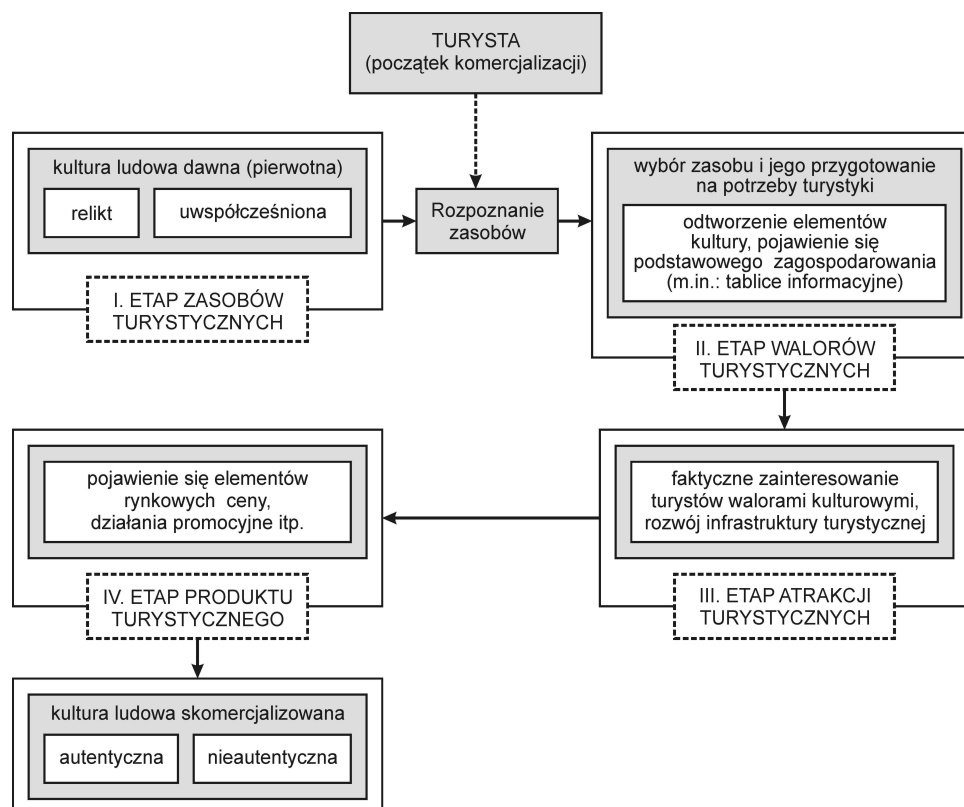 TURYSTA
(początek komercjalizacji)
kultura ludowa dawna (pierwotna)
relikt
uwspółcześniona
I. ETAP ZASOBÓW
TURYSTYCZNYCH
Rozpoznanie
zasobów
wybór zasobu i jego przygotowanie
na potrzeby turystyki
odtworzenie elementów
kultury, pojawienie się
podstawowego zagospodarowania
(m.in.: tablice informacyjne)
II. ETAP WALORÓW
TURYSTYCZNYCH
faktyczne zainteresowanie
turystów walorami kulturowymi,
rozwój infrastruktury turystycznej
III. ETAP ATRAKCJI
TURYSTYCZNYCH
pojawienie się elementów
rynkowych ceny,
działania promocyjne itp.
IV. ETAP PRODUKTU
TURYSTYCZNEGO
kultura ludowa skomercjalizowana
autentyczna
nieautentyczna